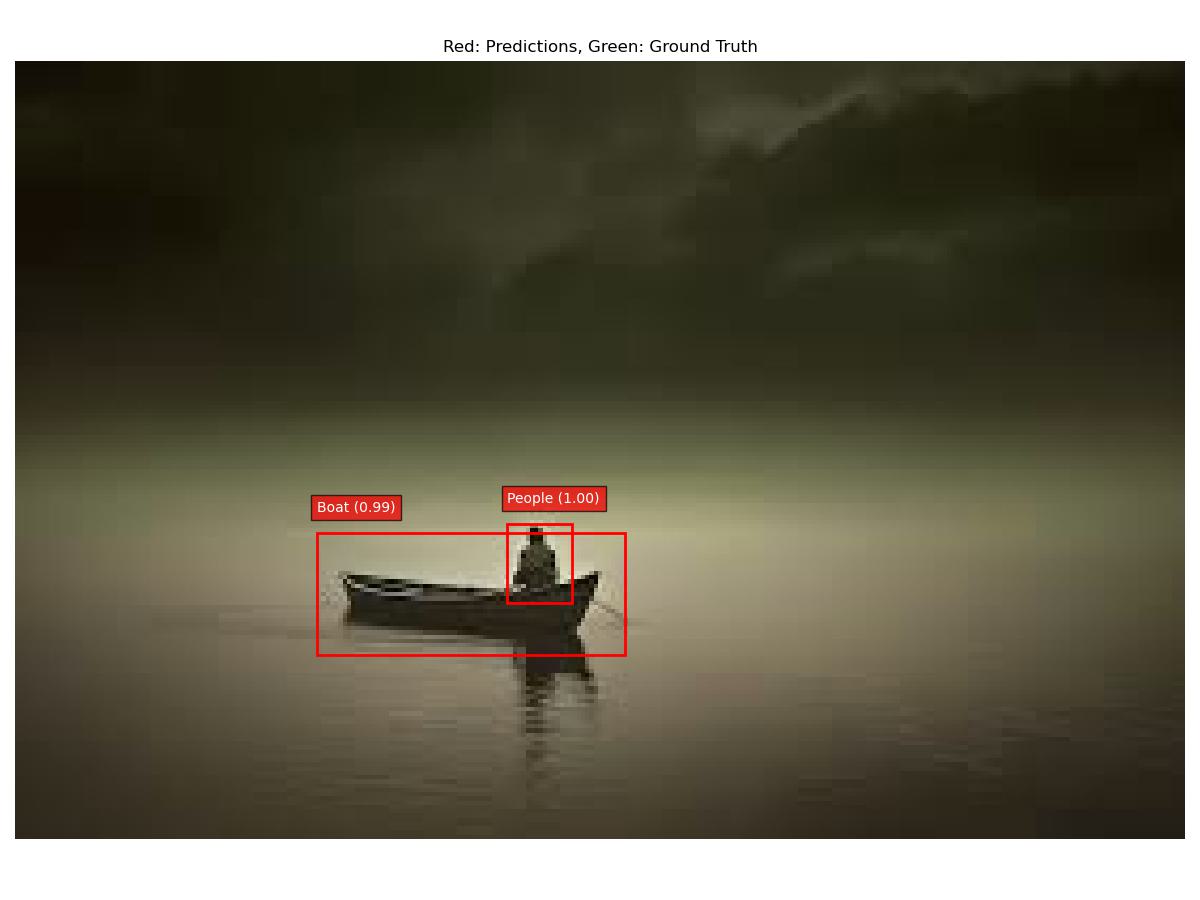 Red: Predictions, Green: Ground Truth
People (1.00)
Boat (0.99)